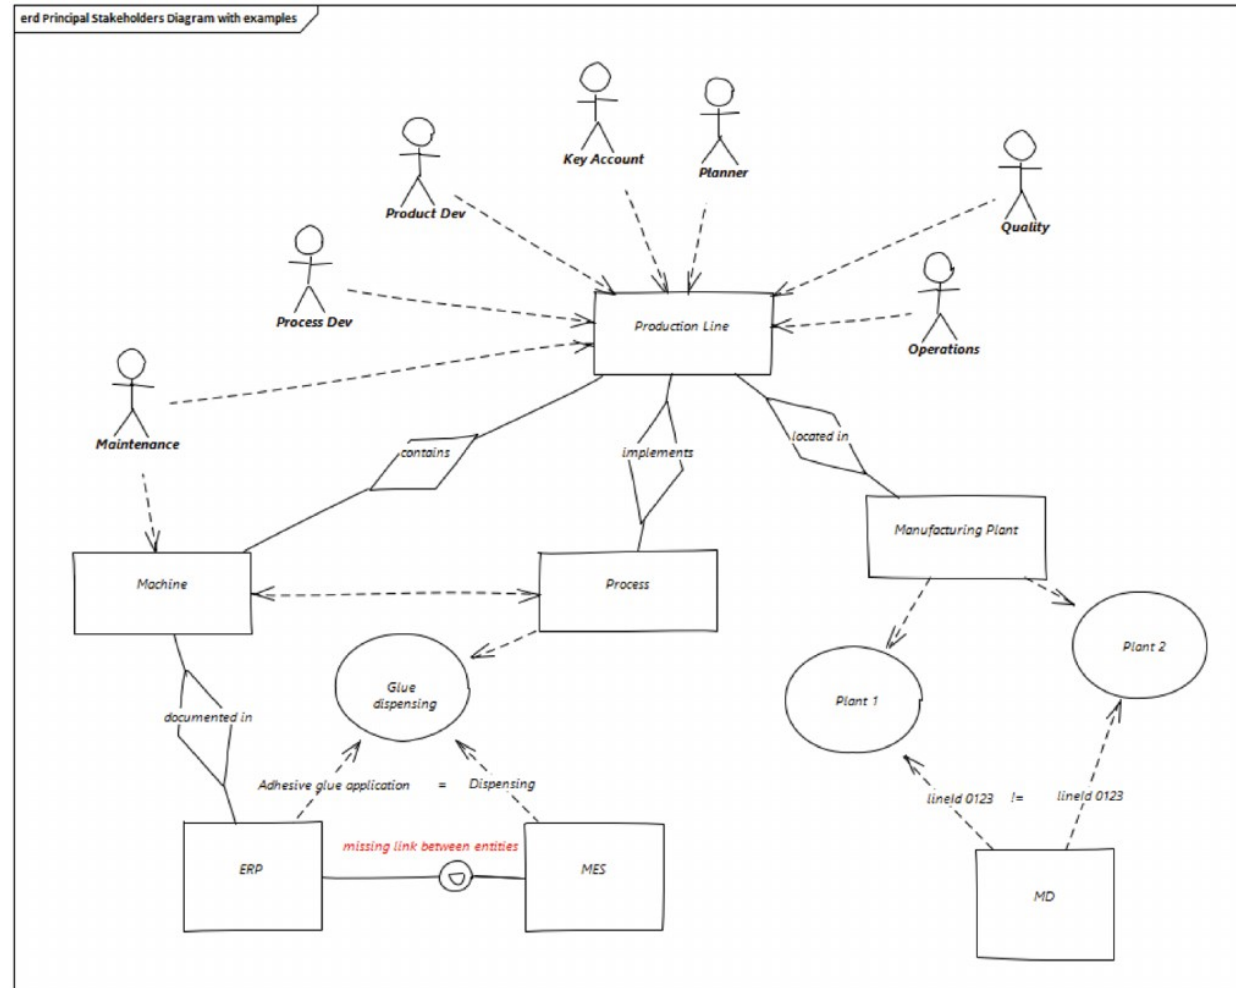 erd Principal Stakeholders Diagram with examples
Key Account
Planner
Product Dev
Quality
Process Dev
Production Line
Operations
Maintenance
contains
implements
located in
Manufacturing Plant
Machine
Process
Plant 2
Glue
dispensing
Plant 1
documented in
Adhesive glue application = Dispensing
lineId 0123 != lineId 0123
missing link between entities
ERP
MES
MD